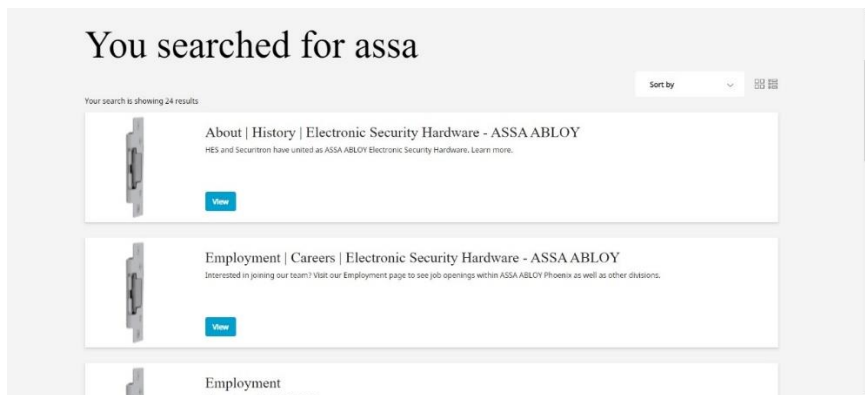 You searched for assa
Sort by
Your search is showing 24 results
About | History | Electronic Security Hardware - ASSA ABLOY
HES and Securitron have united as ASSA ABLOY Electronic Security Hardware. Learn more.
View
Employment | Careers | Electronic Security Hardware - ASSA ABLOY
Interested in joining our team? Visit our Employment page to see job openings within ASSA ABLOY Phoenix as well as other divisions.
View
Employment